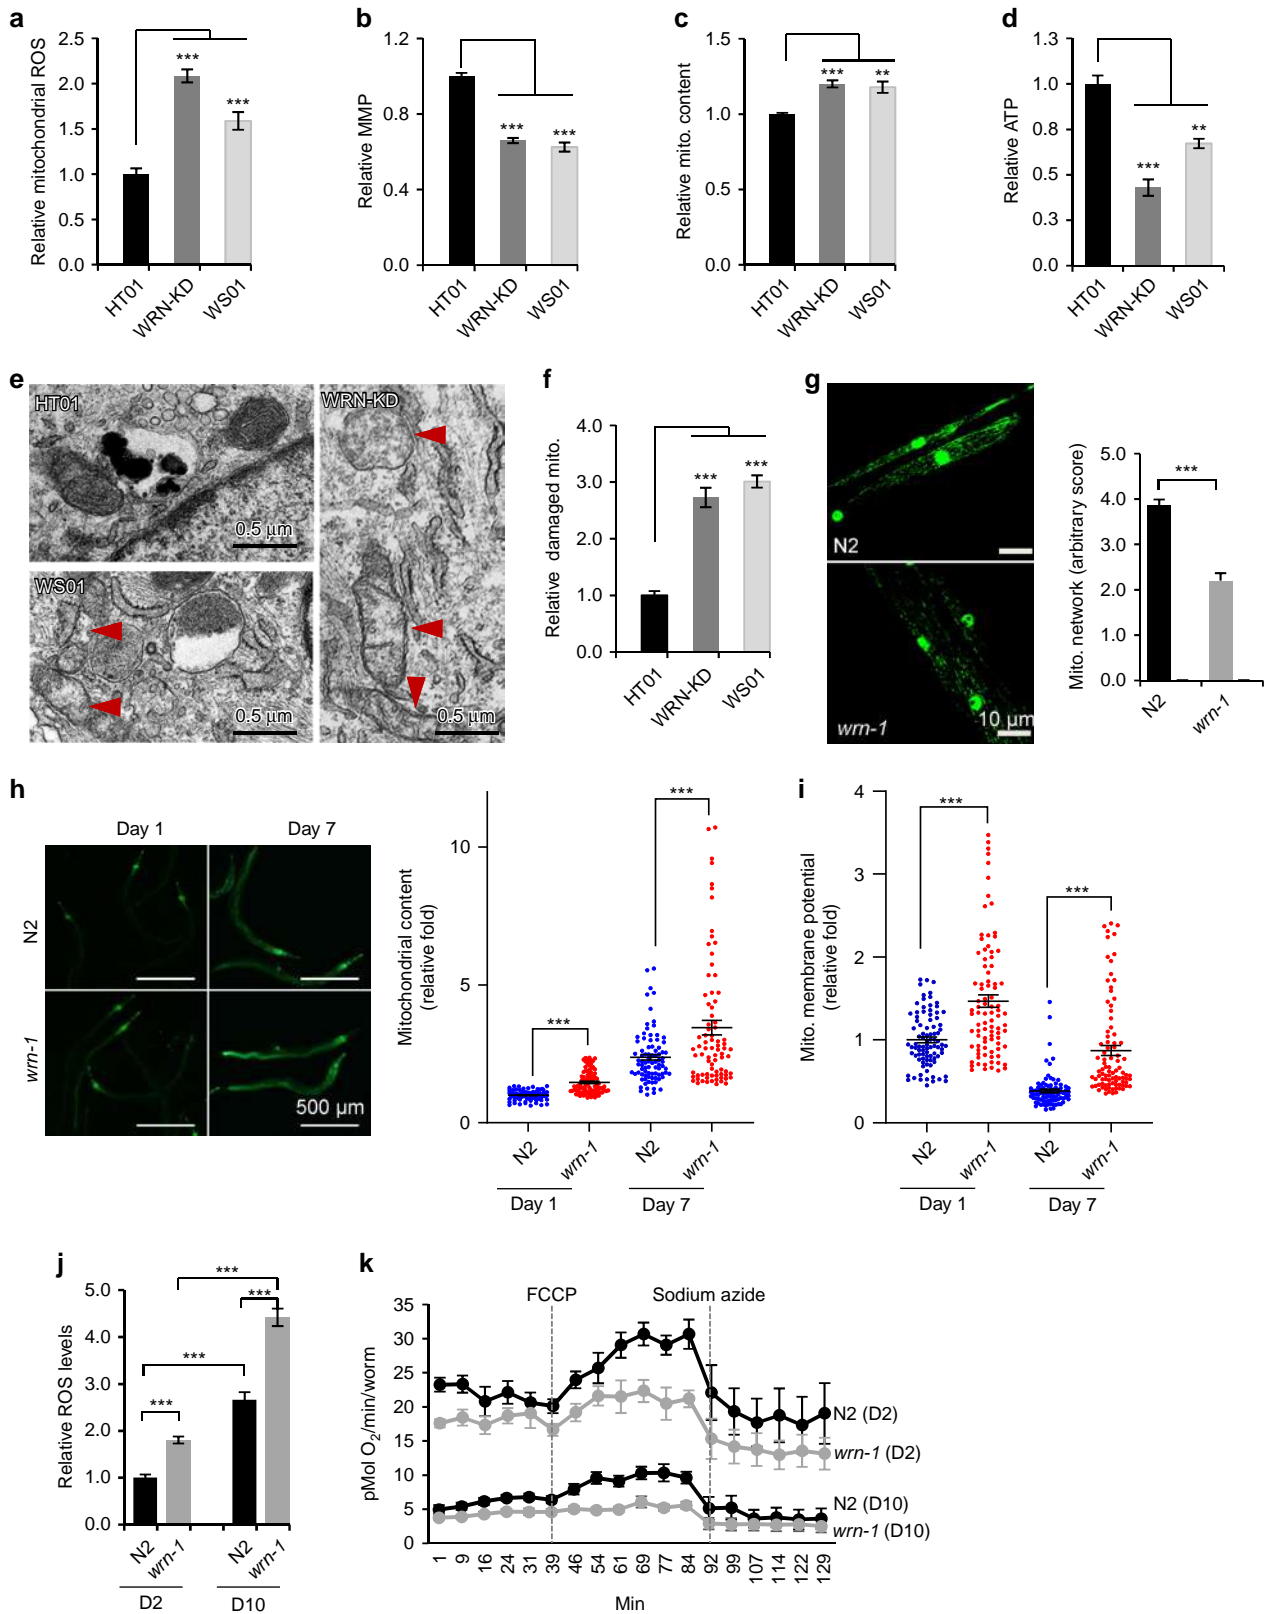 a
Relative mitochondrial ROS
2.5
2.0
1.5
1.0
0.5
0.0
***
***
HT01
WRN-KD
WS01
b
Relative MMP
1.2
0.8
0.4
0.0
***
***
HT01
WRN-KD
WS01
c
Relative mito. content
1.5
1.0
0.5
0.0
***
**
HT01
WRN-KD
WS01
d
Relative ATP
1.3
0.8
0.3
0.0
***
**
HT01
WRN-KD
WS01
e
HT01
0.5 µm
WRN-KD
0.5 µm
WS01
0.5 µm
f
Relative damaged mito.
4.0
3.0
2.0
1.0
0.0
***
***
HT01
WRN-KD
WS01
g
N2
wrn-1
10 µm
Mito. network (arbitrary score)
5.0
4.0
3.0
2.0
1.0
0.0
***
N2
wrn-1
h
Day 1
Day 7
N2
wrn-1
500 µm
Mitochondrial content
(relative fold)
10
5
0
***
***
N2
wrn-1
N2
wrn-1
Day 1
Day 7
i
Mito. membrane potential
(relative fold)
4
3
2
1
0
***
***
N2
wrn-1
N2
wrn-1
Day 1
Day 7
j
Relative ROS levels
5.0
4.0
3.0
2.0
1.0
0.0
***
***
***
***
N2
wrn-1
N2
wrn-1
D2
D10
k
FCCP
Sodium azide
pMol O₂/min/worm
35
30
25
20
15
10
5
0
N2 (D2)
wrn-1 (D2)
N2 (D10)
wrn-1 (D10)
1 9 16 24 31 39 46 54 61 69 77 84 92 99 107 114 122 129
Min